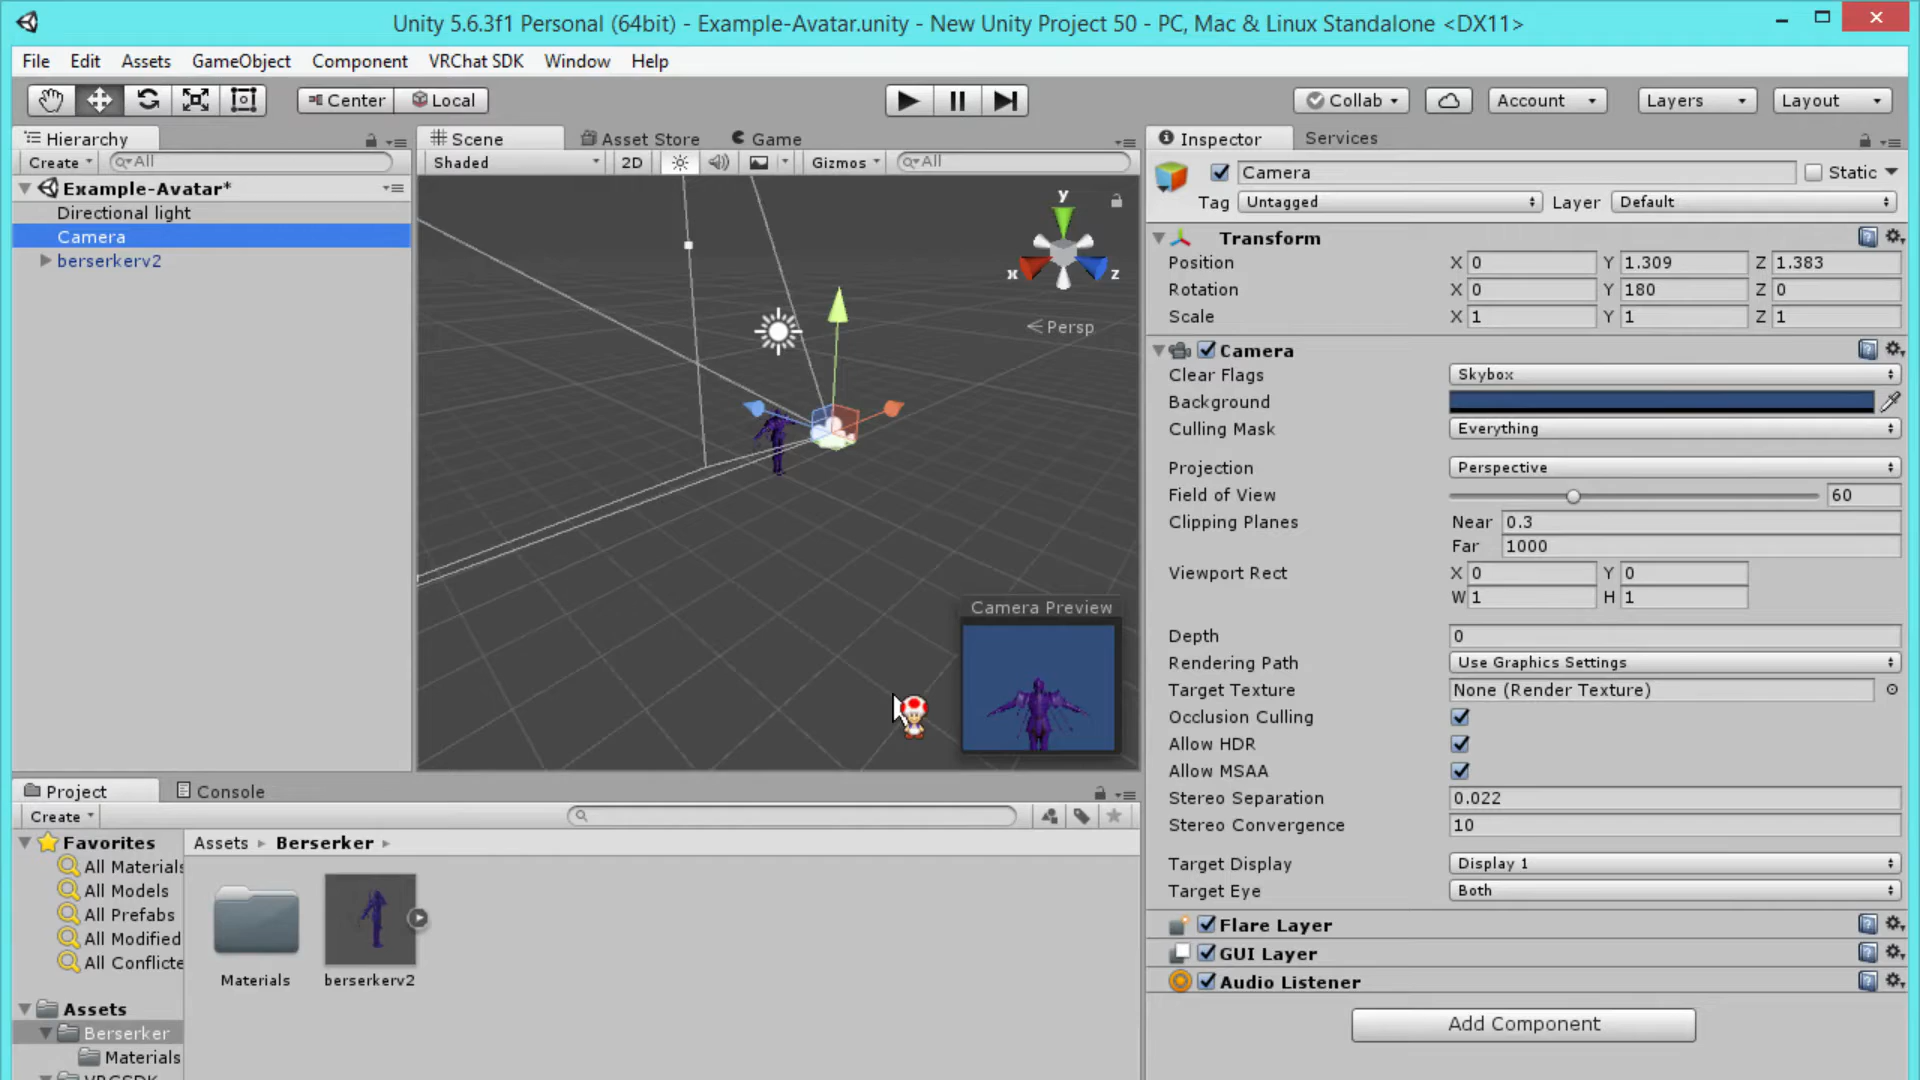 Unity 5.6.3f1 Personal (64bit) - Example-Avatar.unity - New Unity Project 50 - PC, Mac & Linux Standalone <DX11>
File Edit Assets GameObject Component VRChat SDK Window Help
Center Local Collab Account Layers Layout
Hierarchy
Create All
Example-Avatar*
Directional light
Camera
berserkerv2
Scene Asset Store Game
Shaded 2D Gizmos All
y
x z
Persp
Camera Preview
Inspector Services
Camera Static
Tag Untagged Layer Default
Transform
Position X 0 Y 1.309 Z 1.383
Rotation X 0 Y 180 Z 0
Scale X 1 Y 1 Z 1
Camera
Clear Flags Skybox
Background
Culling Mask Everything
Projection Perspective
Field of View 60
Clipping Planes Near 0.3
Far 1000
Viewport Rect X 0 Y 0
W 1 H 1
Depth 0
Rendering Path Use Graphics Settings
Target Texture None (Render Texture)
Occlusion Culling
Allow HDR
Allow MSAA
Stereo Separation 0.022
Stereo Convergence 10
Target Display Display 1
Target Eye Both
Flare Layer
GUI Layer
Audio Listener
Add Component
Project Console
Create
Favorites
All Materials
All Models
All Prefabs
All Modified
All Conflicte
Assets
Berserker
Materials
VRCSDK
Assets Berserker
Materials berserkerv2